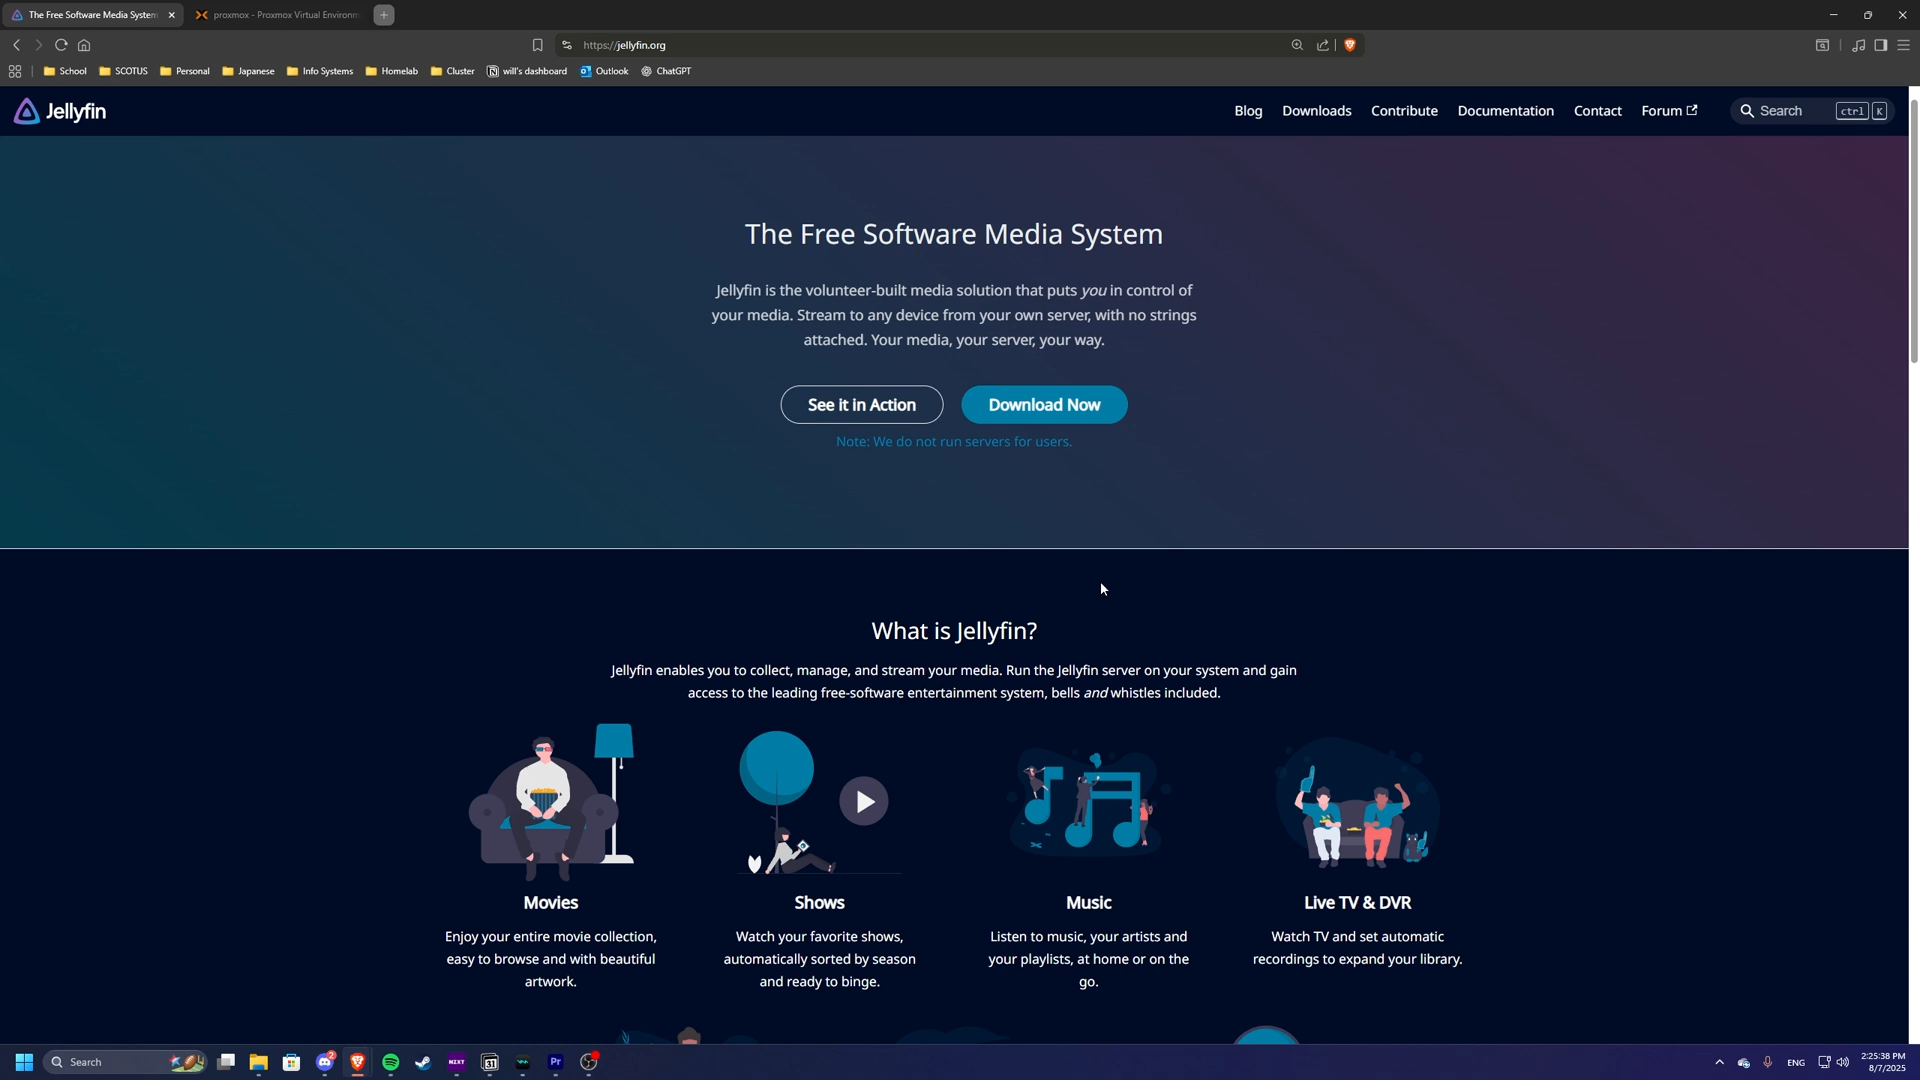 The Free Software Media System
proxmox - Proxmox Virtual Environm
https://jellyfin.org
School
SCOTUS
Personal
Japanese
Info Systems
Homelab
Cluster
will's dashboard
Outlook
ChatGPT
Jellyfin
Blog
Downloads
Contribute
Documentation
Contact
Forum
Search
ctrl
K
The Free Software Media System
Jellyfin is the volunteer-built media solution that puts you in control of
your media. Stream to any device from your own server, with no strings
attached. Your media, your server, your way.
See it in Action
Download Now
Note: We do not run servers for users.
What is Jellyfin?
Jellyfin enables you to collect, manage, and stream your media. Run the Jellyfin server on your system and gain
access to the leading free-software entertainment system, bells and whistles included.
Movies
Enjoy your entire movie collection,
easy to browse and with beautiful
artwork.
Shows
Watch your favorite shows,
automatically sorted by season
and ready to binge.
Music
Listen to music, your artists and
your playlists, at home or on the
go.
Live TV & DVR
Watch TV and set automatic
recordings to expand your library.
Search
2
NZXT
31
Pr
ENG
2:25:38 PM
8/7/2025